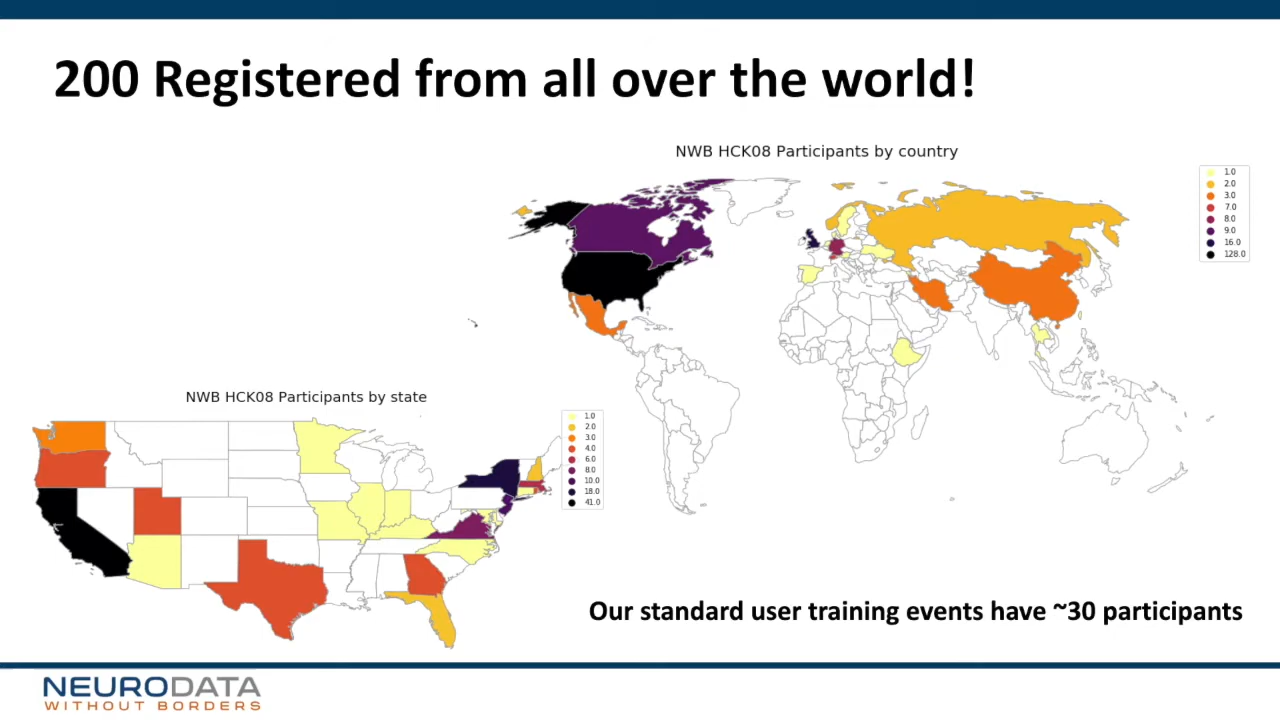 200 Registered from all over the world!
NWB HCK08 Participants by country
1.0
2.0
3.0
7.0
8.0
9.0
16.0
128.0
NWB HCK08 Participants by state
1.0
2.0
3.0
4.0
6.0
8.0
10.0
18.0
41.0
Our standard user training events have ~30 participants
NEURODATA
WITHOUT BORDERS